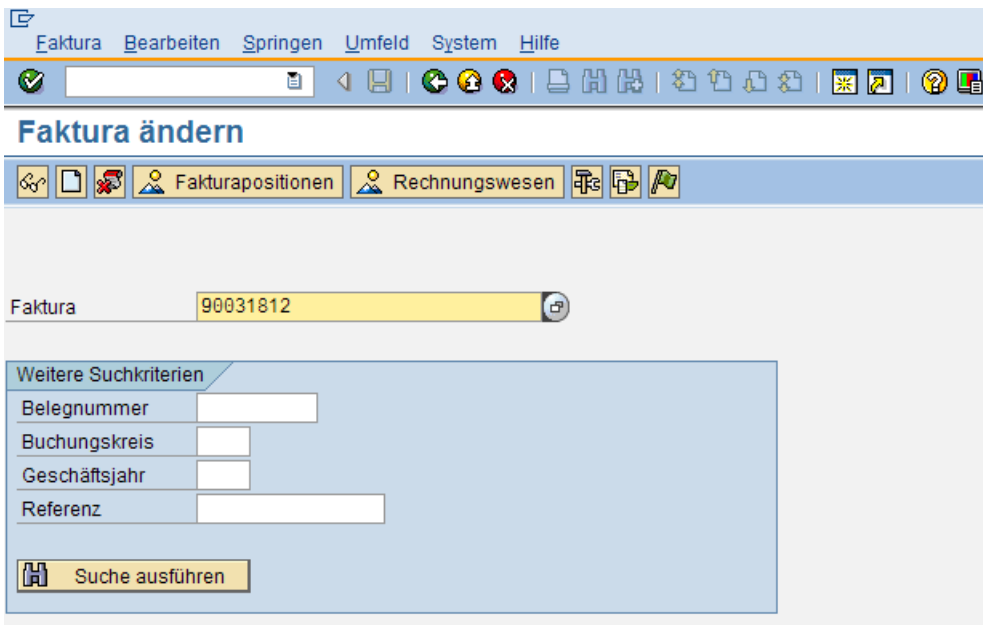 Faktura Bearbeiten Springen Umfeld System Hilfe
Faktura ändern
Fakturapositionen Rechnungswesen
Faktura 90031812
Weitere Suchkriterien
Belegnummer
Buchungskreis
Geschäftsjahr
Referenz
Suche ausführen